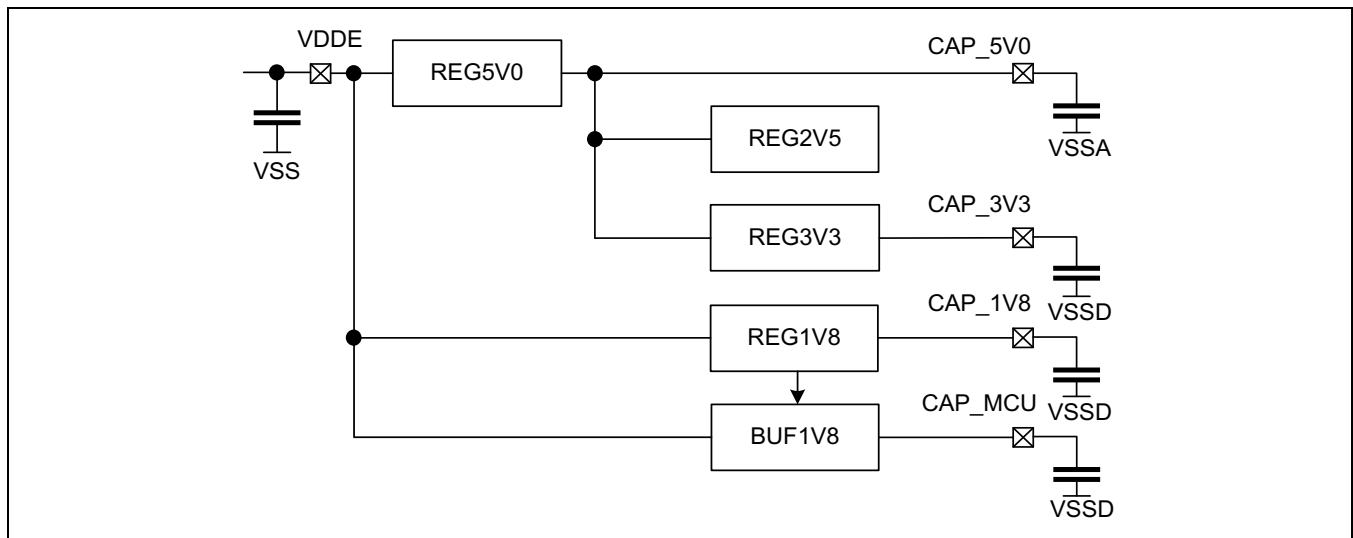 VDDE
REG5V0
CAP_5V0
VSS
REG2V5
VSSA
CAP_3V3
REG3V3
VSSD
CAP_1V8
REG1V8
VSSD
CAP_MCU
BUF1V8
VSSD